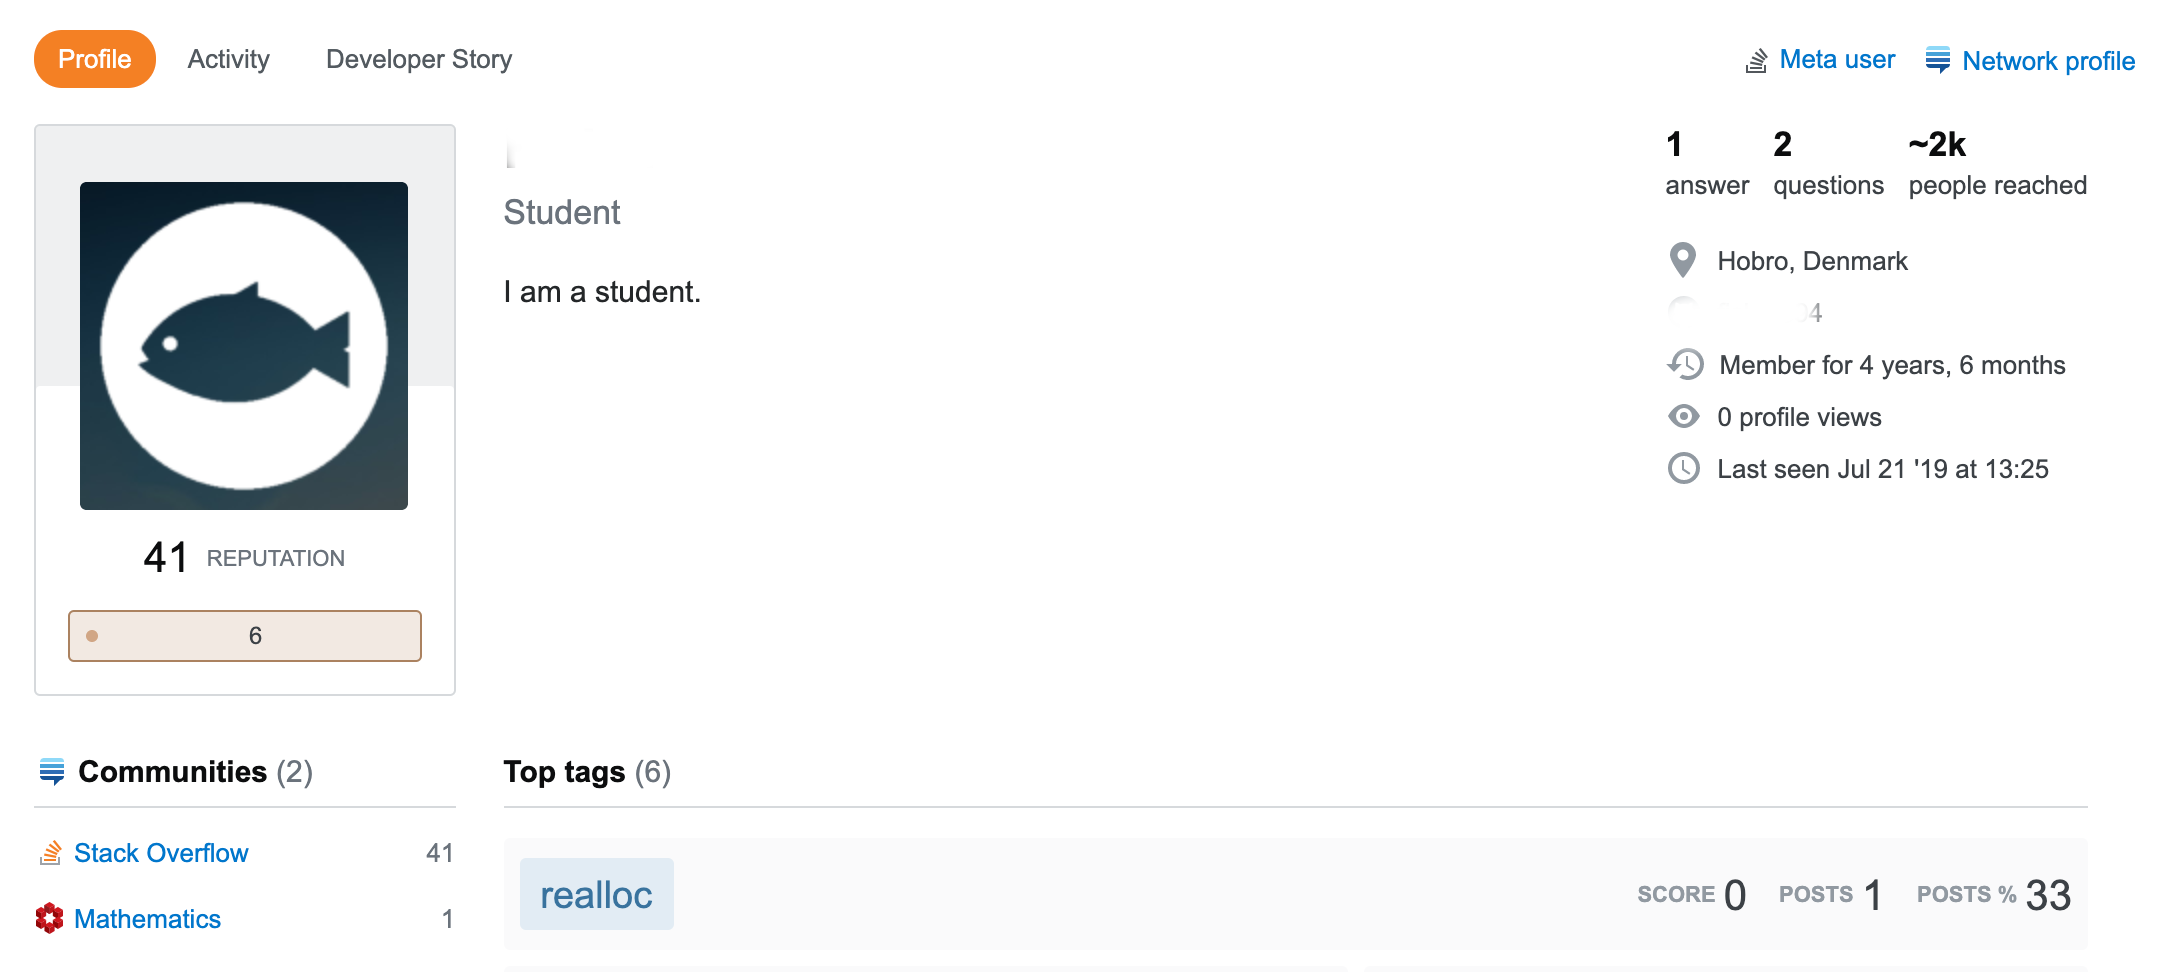 Profile Activity Developer Story Meta user Network profile
1 2 ~2k
answer questions people reached
Student
Hobro, Denmark
I am a student.
4
Member for 4 years, 6 months
0 profile views
Last seen Jul 21 '19 at 13:25
41 REPUTATION
6
Communities (2)
Stack Overflow 41
Mathematics 1
Top tags (6)
realloc SCORE 0 POSTS 1 POSTS % 33